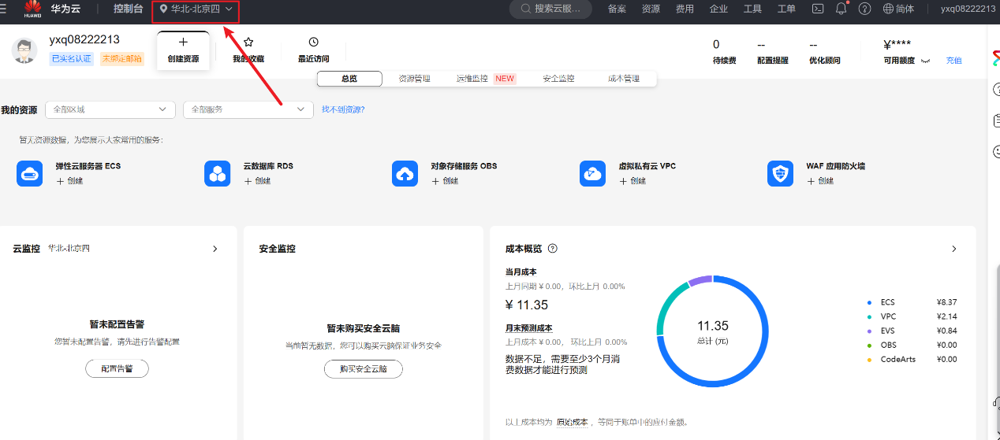 HUAWEI 华为云 控制台 华北-北京四 搜索云服... 备案 资源 费用 企业 工具 工单 简体 yxq08222213
yxq08222213
已实名认证 未绑定邮箱
创建资源 我的收藏 最近访问
0 -- -- ¥****
待续费 配置提醒 优化顾问 可用额度 充值
总览 资源管理 运维监控 NEW 安全监控 成本管理
我的资源 全部区域 全部服务 找不到资源?
暂无资源数据，为您展示大家常用的服务:
弹性云服务器 ECS
＋ 创建
云数据库 RDS
＋ 创建
对象存储服务 OBS
＋ 创建
虚拟私有云 VPC
＋ 创建
WAF 应用防火墙
＋ 创建
云监控 华北-北京四
暂未配置告警
您暂未配置告警，请先进行告警配置
配置告警
安全监控
暂未购买安全云脑
当前暂无数据，您可以购买云脑保证业务安全
购买安全云脑
成本概览
当月成本
上月同期 ¥ 0.00，环比上月 0.00%
¥ 11.35
月末预测成本
上月成本 ¥ 0.00， 环比上月 0.00%
数据不足，需要至少3个月消
费数据才能进行预测
11.35
总计 (元)
ECS ¥8.37
VPC ¥2.14
EVS ¥0.84
OBS ¥0.00
CodeArts ¥0.00
以上成本均为 原始成本 ，等同于账单中的应付金额。